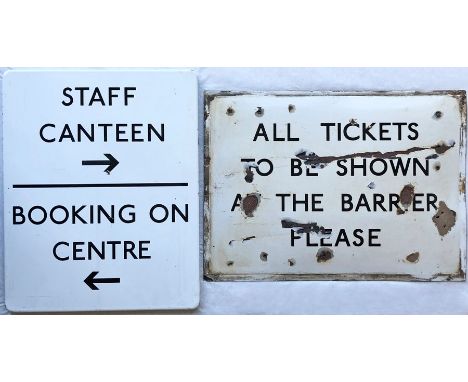 STAFF
CANTEEN
→
BOOKING ON
CENTRE
←
ALL TICKETS
TO BE SHOWN
AT THE BARRIER
PLEASE